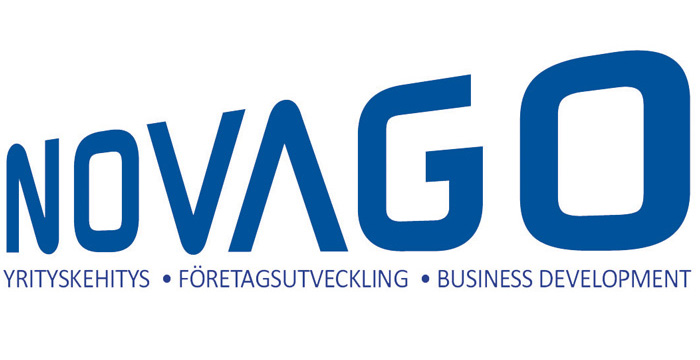 NOVAGO
YRITYSKEHITYS • FÖRETAGSUTVECKLING • BUSINESS DEVELOPMENT